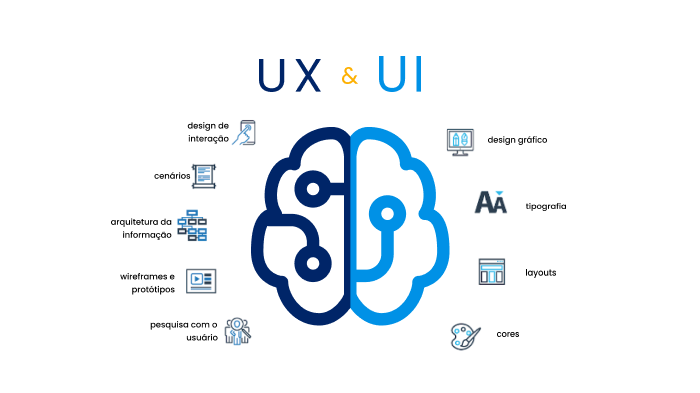 UX & UI
design de
interação
cenários
arquitetura da
informação
wireframes e
protótipos
pesquisa com o
usuário
design gráfico
tipografia
layouts
cores